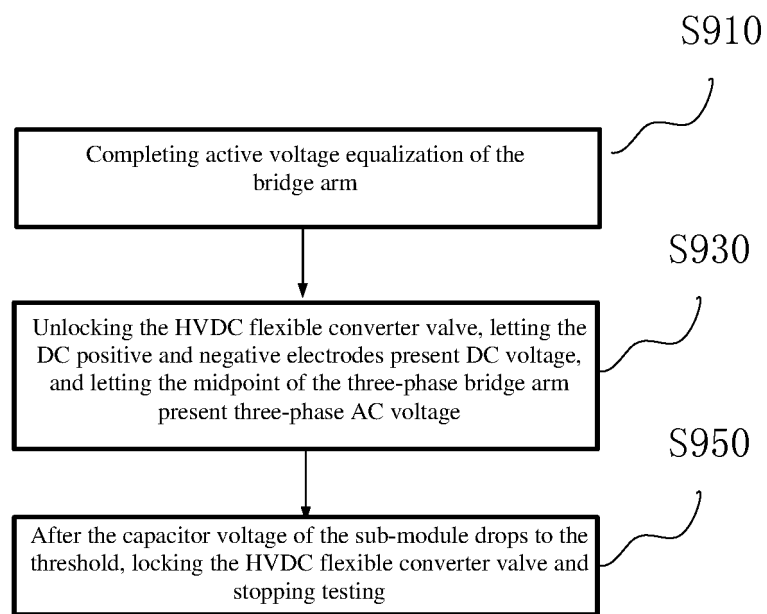 S910
Completing active voltage equalization of the
bridge arm
S930
Unlocking the HVDC flexible converter valve, letting the
DC positive and negative electrodes present DC voltage,
and letting the midpoint of the three-phase bridge arm
present three-phase AC voltage
S950
After the capacitor voltage of the sub-module drops to the
threshold, locking the HVDC flexible converter valve and
stopping testing